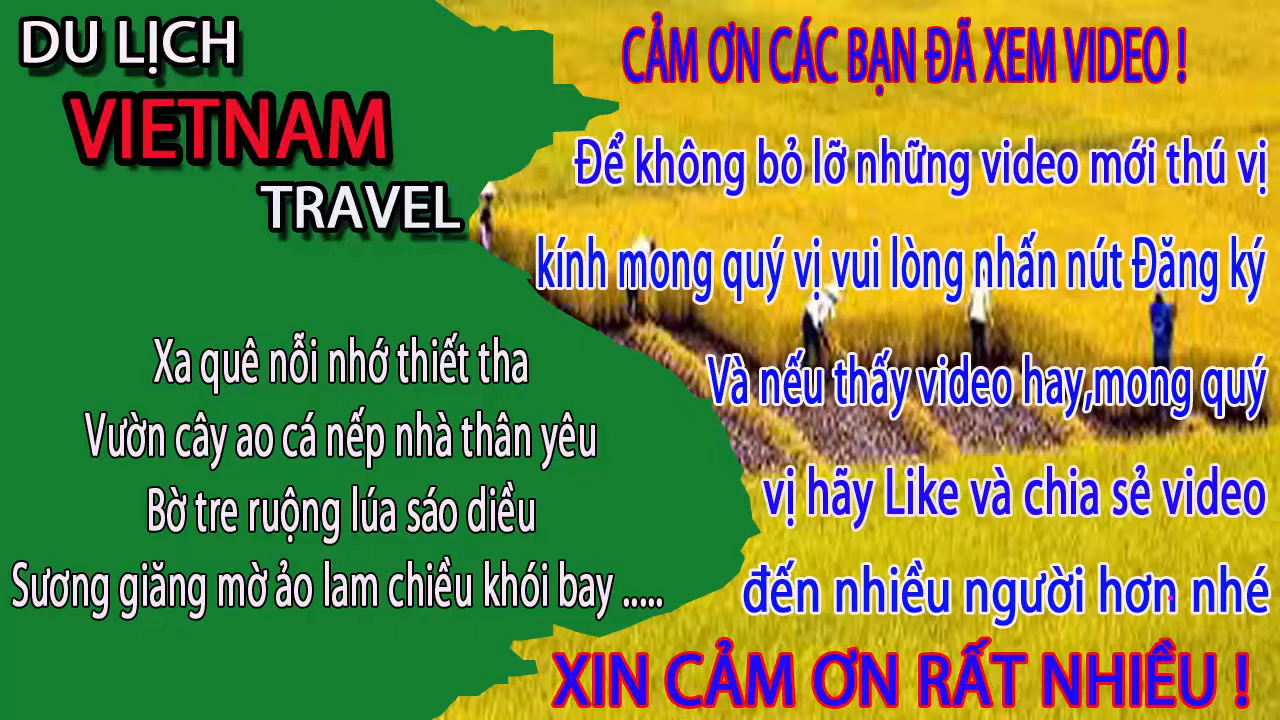 DU LỊCH
VIETNAM
TRAVEL
Xa quê nỗi nhớ thiết tha
Vườn cây ao cá nếp nhà thân yêu
Bờ tre ruộng lúa sáo diều
Sương giăng mờ ảo lam chiều khói bay .....
CẢM ƠN CÁC BẠN ĐÃ XEM VIDEO !
Để không bỏ lỡ những video mới thú vị
kính mong quý vị vui lòng nhấn nút Đăng ký
Và nếu thấy video hay,mong quý
vị hãy Like và chia sẻ video
đến nhiều người hơn nhé
XIN CẢM ƠN RẤT NHIỀU !